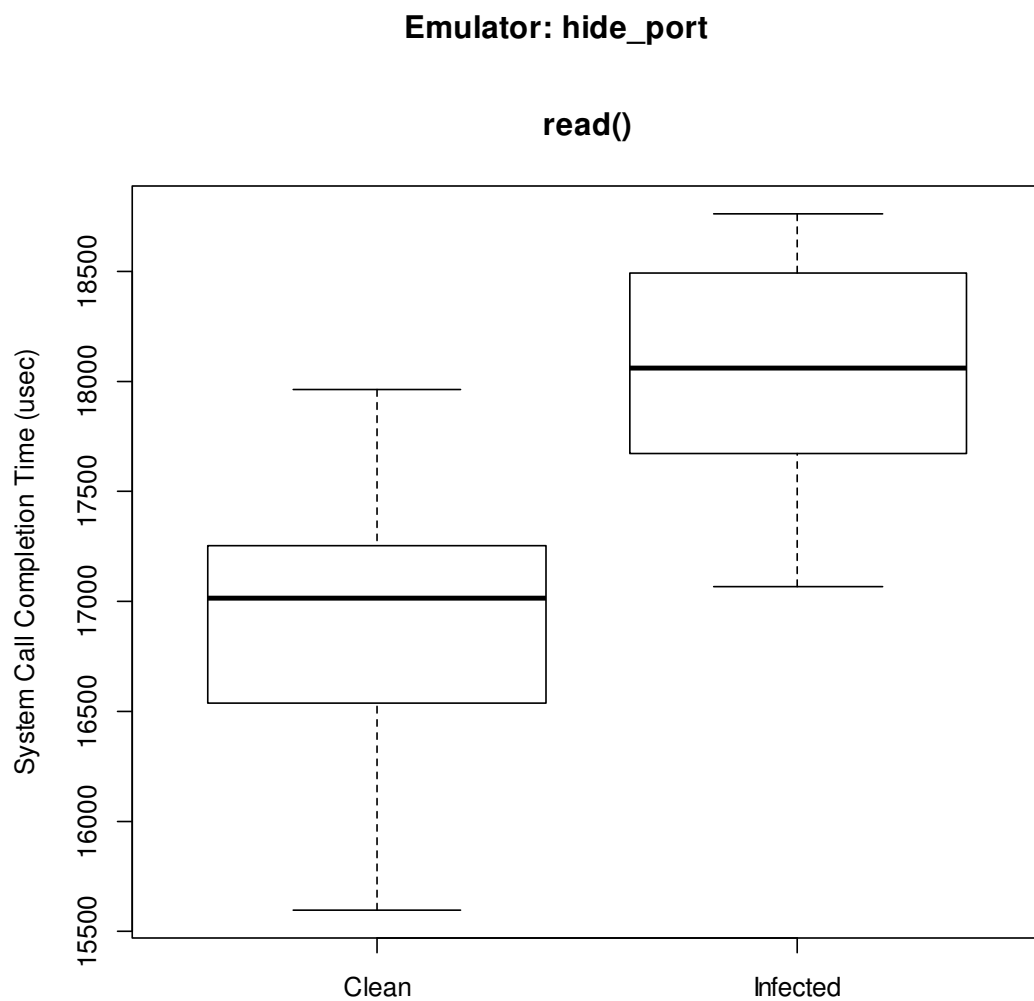 Emulator: hide_port
read()
System Call Completion Time (usec)
18500
18000
17500
17000
16500
16000
15500
Clean
Infected